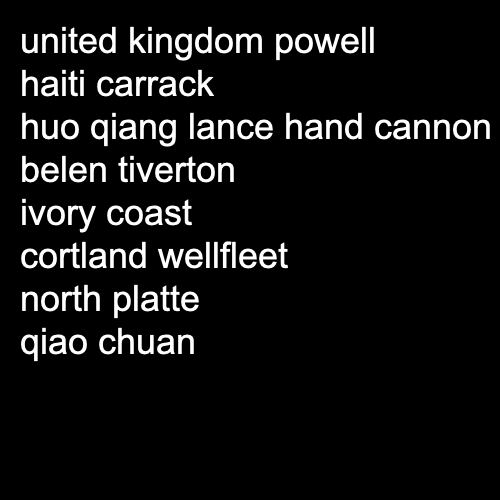 united kingdom powell
haiti carrack
huo qiang lance hand cannon
belen tiverton
ivory coast
cortland wellfleet
north platte
qiao chuan